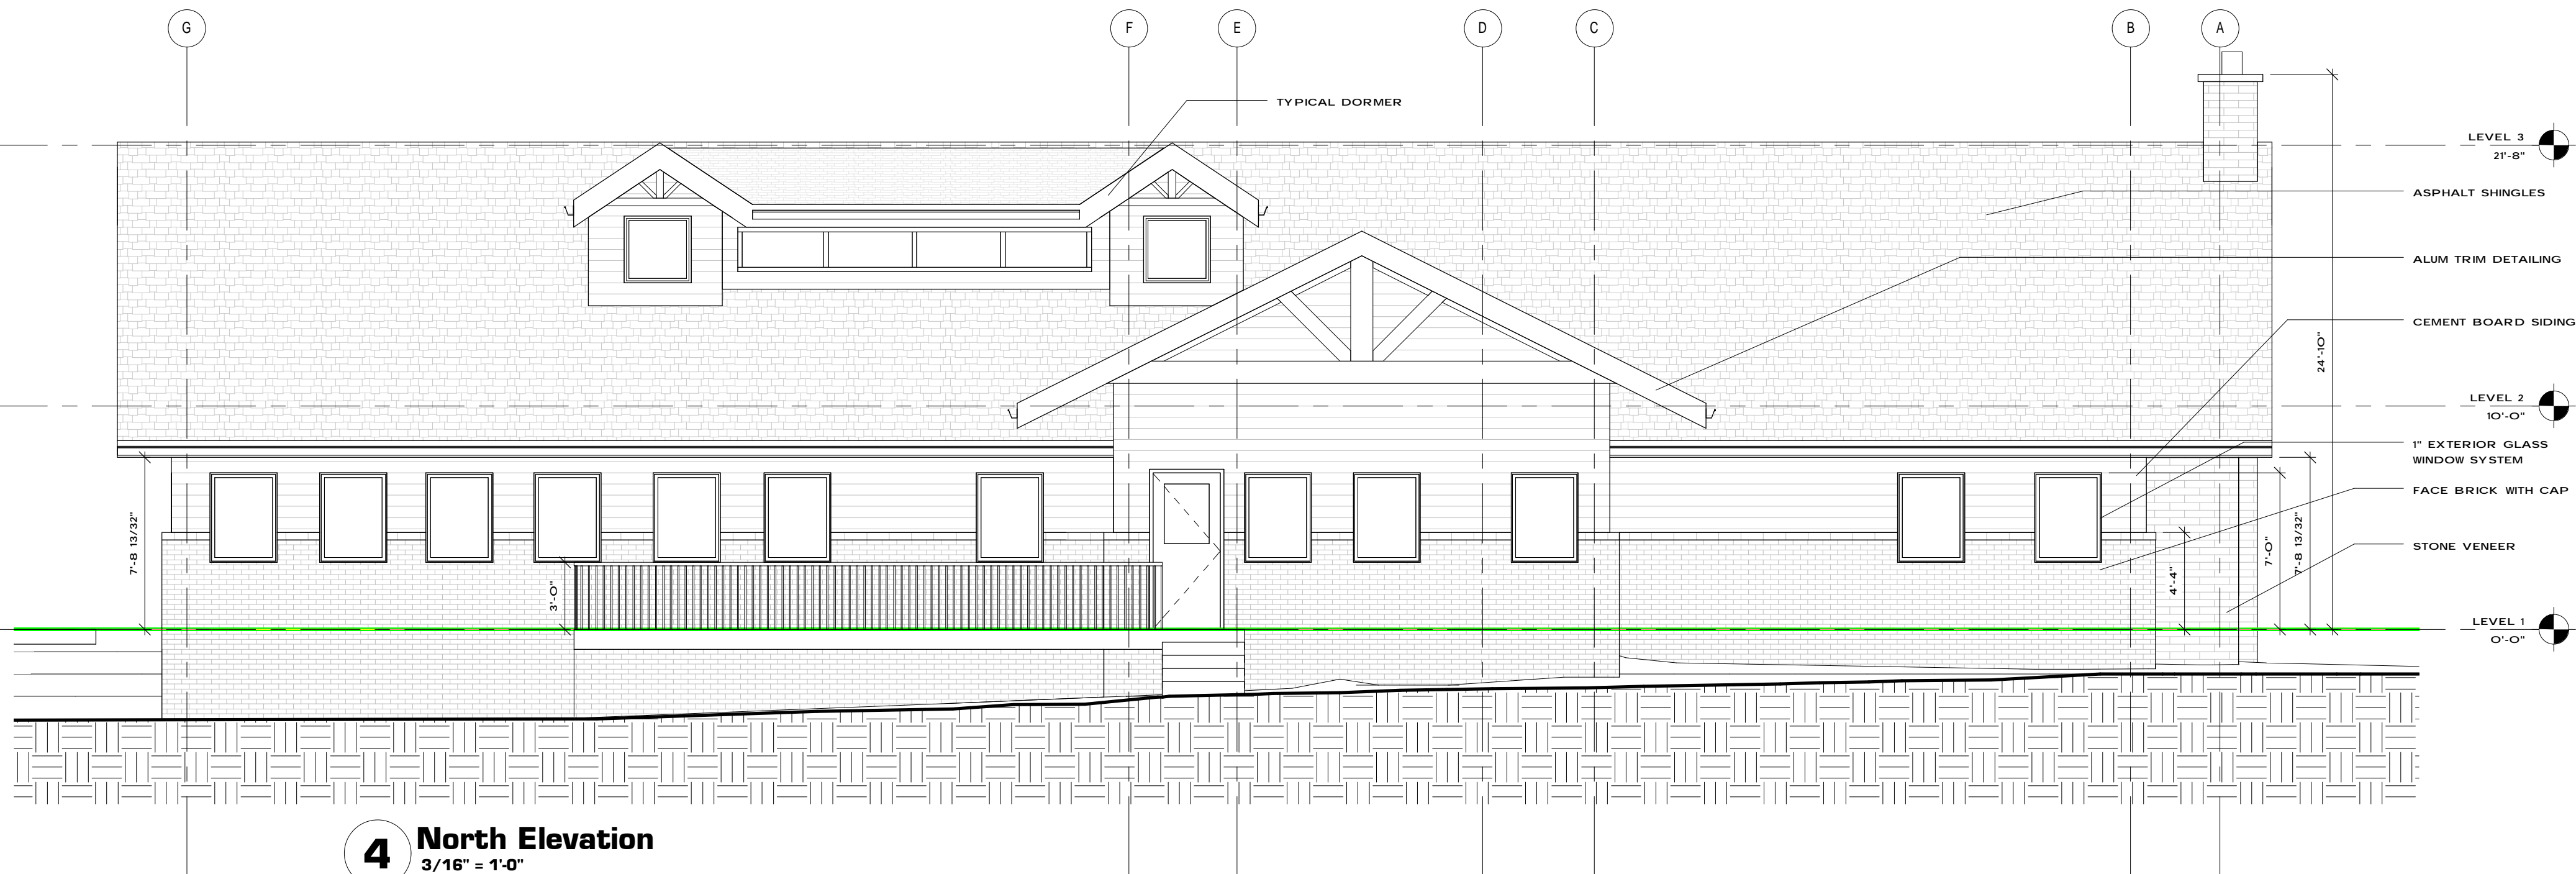 G
F
E
D
C
B
A
TYPICAL DORMER
LEVEL 3
21'-8"
ASPHALT SHINGLES
ALUM TRIM DETAILING
CEMENT BOARD SIDING
24'-10"
LEVEL 2
10'-0"
1" EXTERIOR GLASS
WINDOW SYSTEM
FACE BRICK WITH CAP
STONE VENEER
7'-8 13/32"
3'-0"
4'-4"
7'-0"
7'-8 13/32"
LEVEL 1
0'-0"
4
North Elevation
3/16" = 1'-0"